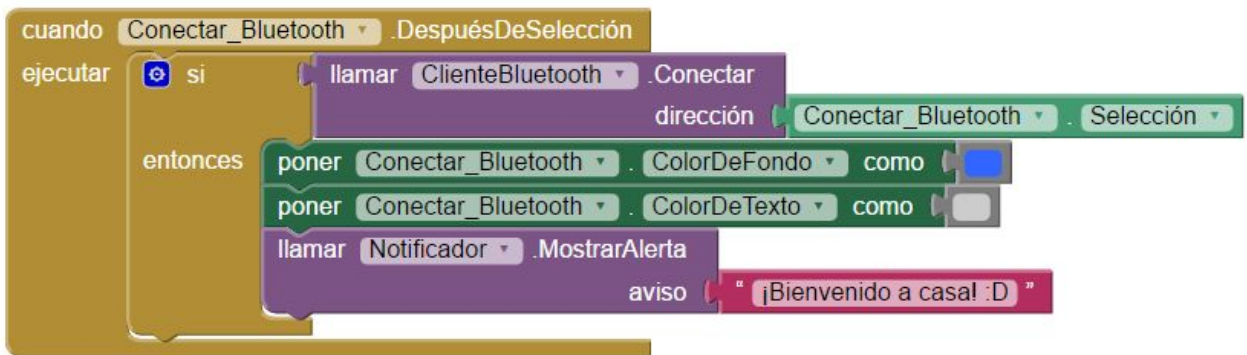 cuando Conectar_Bluetooth .DespuésDeSelección
ejecutar si llamar ClienteBluetooth .Conectar
dirección Conectar_Bluetooth . Selección
entonces poner Conectar_Bluetooth . ColorDeFondo como
poner Conectar_Bluetooth . ColorDeTexto como
llamar Notificador .MostrarAlerta
aviso “ ¡Bienvenido a casa! :D ”